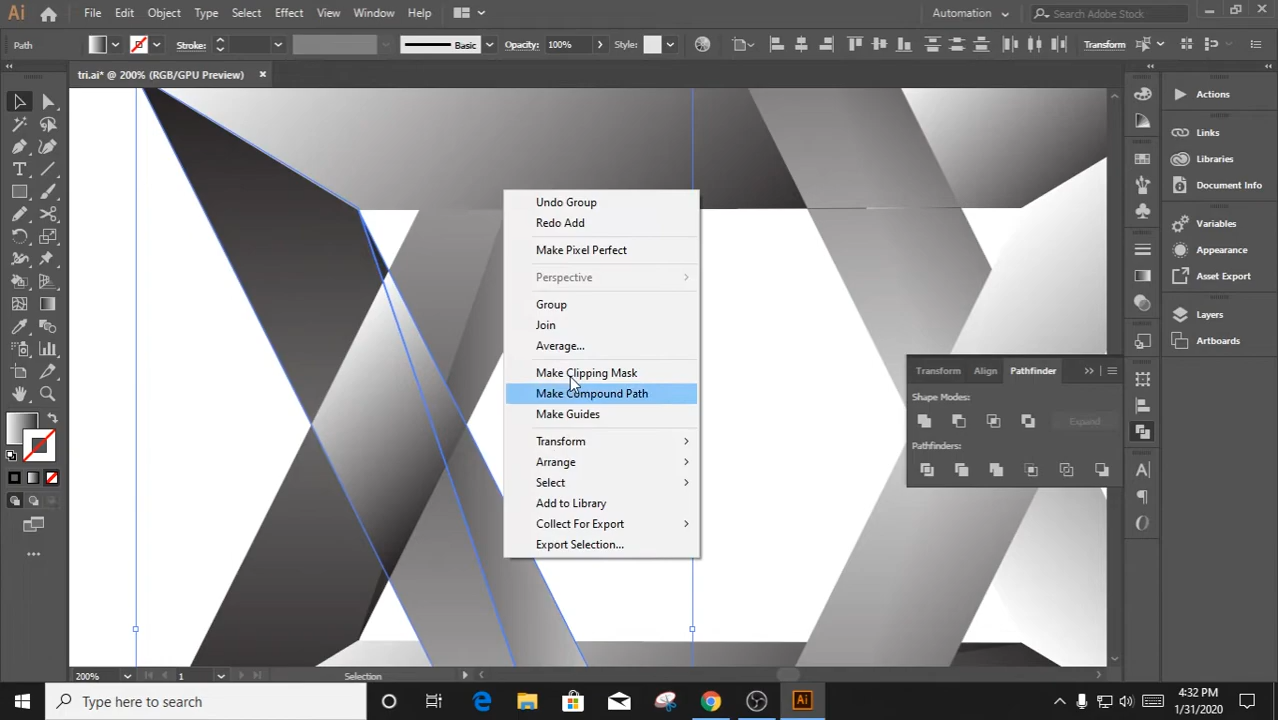 Ai File Edit Object Type Select Effect View Window Help Automation Search Adobe Stock
Path Stroke: Basic Opacity: 100% Style: Transform
tri.ai* @ 200% (RGB/GPU Preview)
Undo Group
Redo Add
Make Pixel Perfect
Perspective
Group
Join
Average...
Make Clipping Mask
Make Compound Path
Make Guides
Transform
Arrange
Select
Add to Library
Collect For Export
Export Selection...
Transform Align Pathfinder
Shape Modes:
Expand
Pathfinders:
Actions
Links
Libraries
Document Info
Variables
Appearance
Asset Export
Layers
Artboards
200% 1 Selection
Type here to search
Ai
4:32 PM
1/31/2020